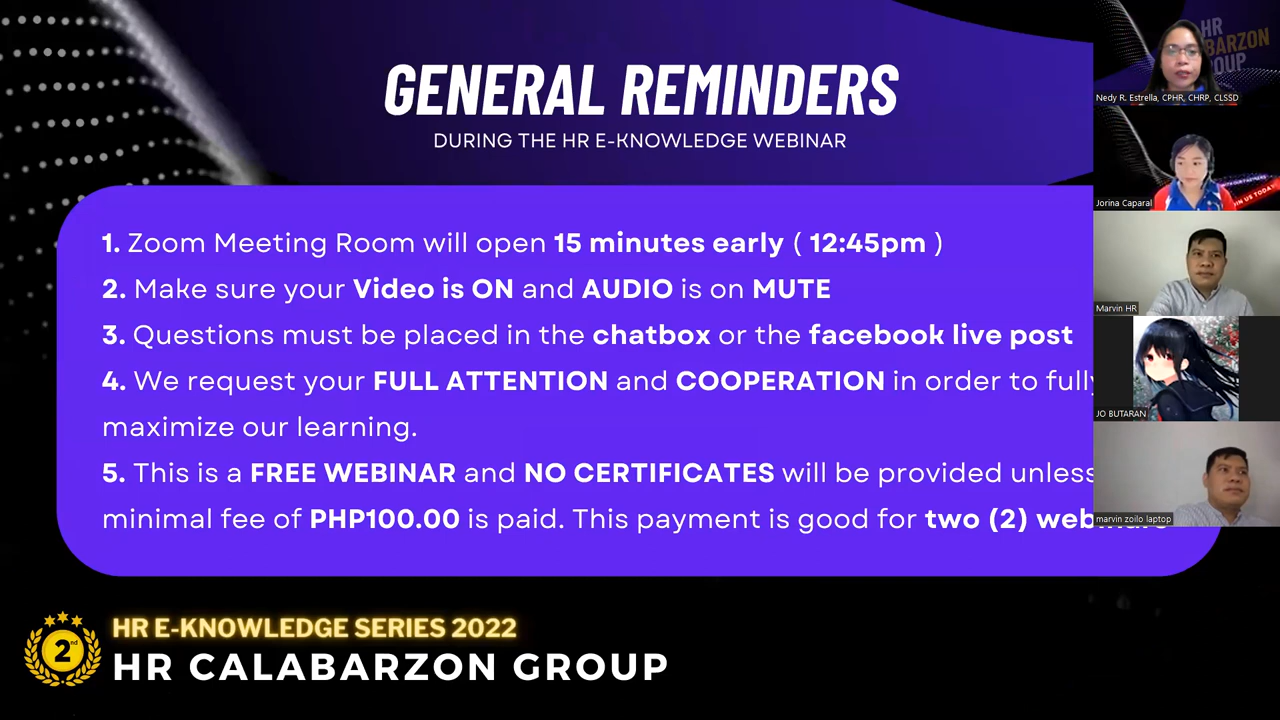 GENERAL REMINDERS
DURING THE HR E-KNOWLEDGE WEBINAR
1. Zoom Meeting Room will open 15 minutes early ( 12:45pm )
2. Make sure your Video is ON and AUDIO is on MUTE
3. Questions must be placed in the chatbox or the facebook live post
4. We request your FULL ATTENTION and COOPERATION in order to fully
maximize our learning.
5. This is a FREE WEBINAR and NO CERTIFICATES will be provided unless
minimal fee of PHP100.00 is paid. This payment is good for two (2) webinars
2nd
HR E-KNOWLEDGE SERIES 2022
HR CALABARZON GROUP
HR
GROUP
Nedy R. Estrella, CPHR, CHRP, CLSSD
JOIN US TODAY
Jorina Caparal
Marvin HR
JO BUTARAN
marvin zoilo laptop